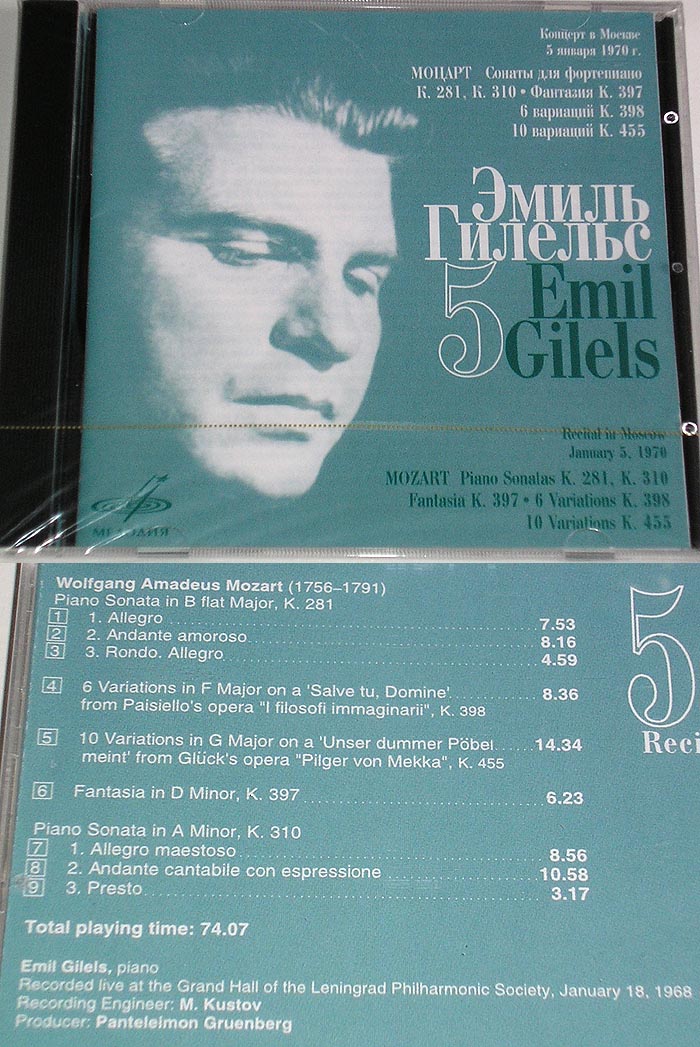 Концерт в Москве
5 января 1970 г.
МОЦАРТ Сонаты для фортепиано
К. 281, К. 310 • Фантазия К. 397
6 вариаций К. 398
10 вариаций К. 455
Эмиль
Гилельс
5 Emil
Gilels
Recital in Moscow
January 5, 1970
MOZART Piano Sonatas K. 281, K. 310
Fantasia K. 397 • 6 Variations K. 398
10 Variations K. 455
МЕЛОДИЯ
Wolfgang Amadeus Mozart (1756–1791)
Piano Sonata in B flat Major, K. 281
1 1. Allegro 7.53
2 2. Andante amoroso 8.16
3 3. Rondo. Allegro 4.59
4 6 Variations in F Major on a 'Salve tu, Domine' 8.36
from Paisiello's opera "I filosofi immaginarii", K. 398
5 10 Variations in G Major on a 'Unser dummer Pöbel 14.34
meint' from Glück's opera "Pilger von Mekka", K. 455
6 Fantasia in D Minor, K. 397 6.23
Piano Sonata in A Minor, K. 310
7 1. Allegro maestoso 8.56
8 2. Andante cantabile con espressione 10.58
9 3. Presto 3.17
Total playing time: 74.07
5
Reci
Emil Gilels, piano
Recorded live at the Grand Hall of the Leningrad Philharmonic Society, January 18, 1968
Recording Engineer: M. Kustov
Producer: Panteleimon Gruenberg